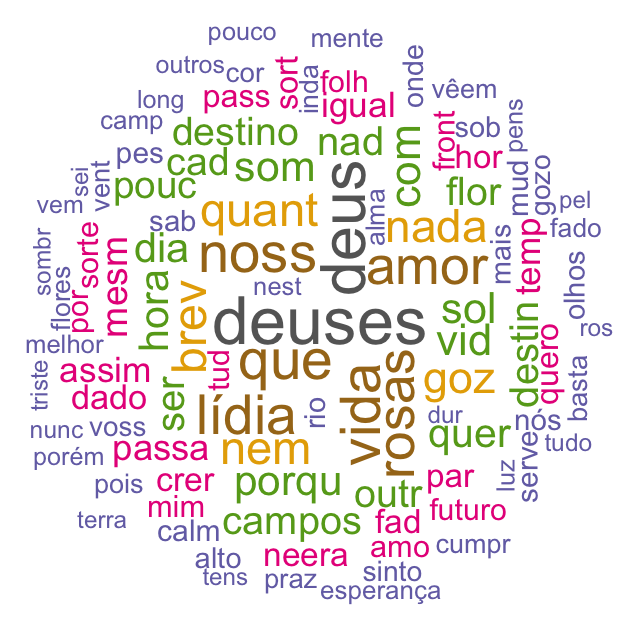 pouco
mente
outros
cor
sort
folh
inda
onde
vêem
long
pass
igual
camp
destino
nad
com
front
sob
pens
pes
cad
som
hor
sei
vent
pouc
deus
flor
mud
gozo
pel
vem
sab
quant
alma
nada
mais
temp
fado
sombr
sorte
mesm
dia
noss
amor
olhos
flores
por
hora
brev
nest
deuses
sol
ros
melhor
tud
que
vid
destin
quero
triste
assim
dado
ser
lídia
rio
vida
rosas
goz
basta
dur
nós
nunc
voss
passa
nem
quer
tudo
porém
pois
crer
porqu
outr
par
luz
serve
terra
mim
calm
campos
fad
futuro
alto
neera
amo
cumpr
tens
praz
sinto
esperança